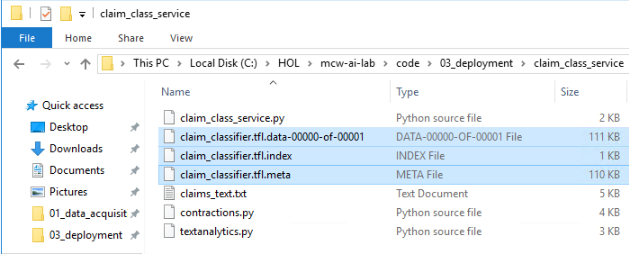 claim_class_service
File Home Share View
This PC > Local Disk (C:) > HOL > mcw-ai-lab > code > 03_deployment > claim_class_service
Name Type Size
Quick access
Desktop
Downloads
Documents
Pictures
01_data_acquisit
03_deployment
claim_class_service.py Python source file 2 KB
claim_classifier.tfl.data-00000-of-00001 DATA-00000-OF-00001 File 111 KB
claim_classifier.tfl.index INDEX File 1 KB
claim_classifier.tfl.meta META File 110 KB
claims_text.txt Text Document 5 KB
contractions.py Python source file 4 KB
textanalytics.py Python source file 3 KB